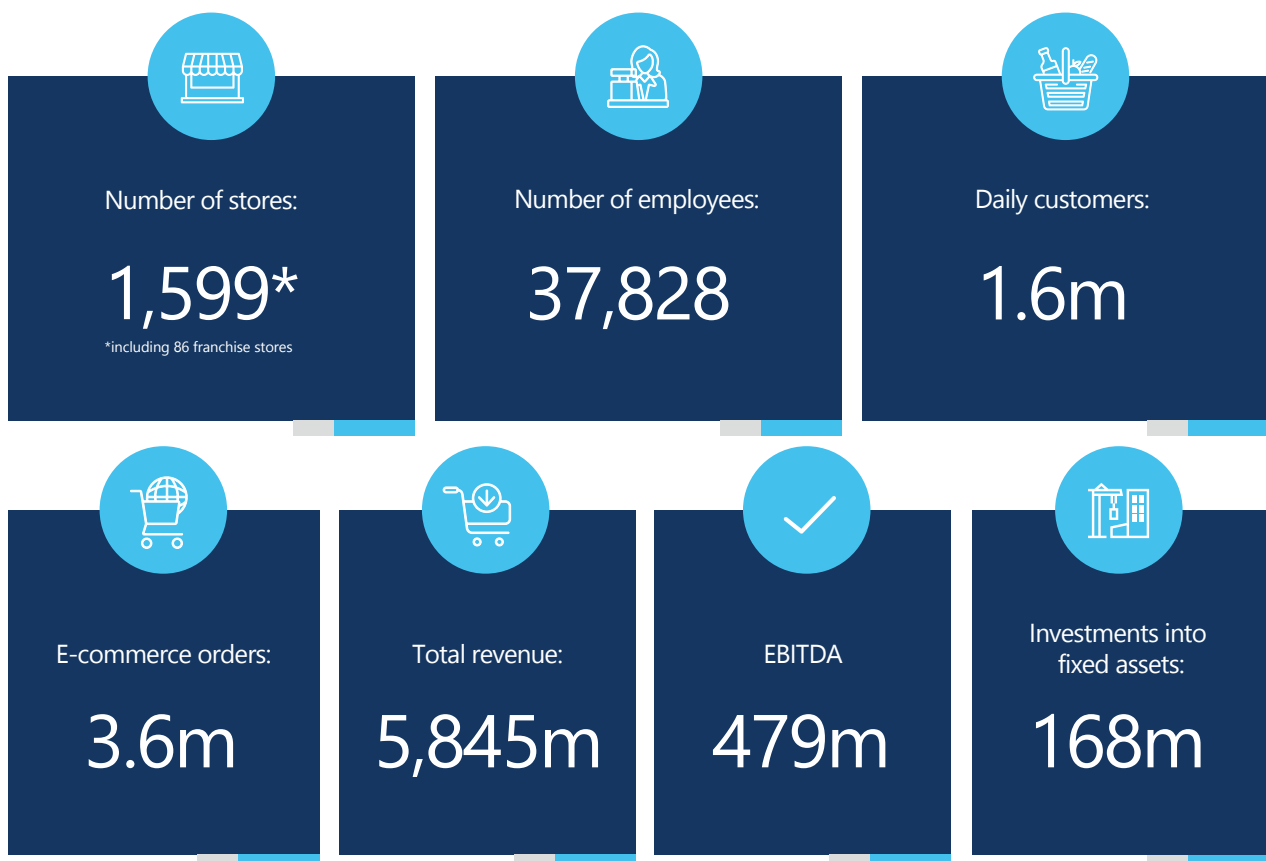 Number of stores:
1,599*
*including 86 franchise stores
Number of employees:
37,828
Daily customers:
1.6m
E-commerce orders:
3.6m
Total revenue:
5,845m
EBITDA
479m
Investments into
fixed assets:
168m